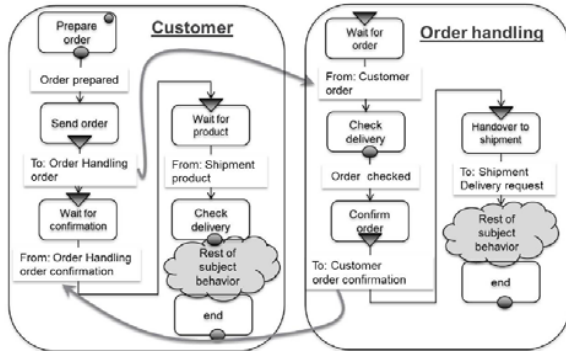 Customer
Prepare
order
Order prepared
Send order
To: Order Handling
order
Wait for
confirmation
From: Order Handling
order confirmation
Wait for
product
From: Shipment
product
Check
delivery
Rest of
subject
behavior
end
Order handling
Wait for
order
From: Customer
order
Check
delivery
Order checked
Confirm
order
To: Customer
order confirmation
Handover to
shipment
To: Shipment
Delivery request
Rest of
subject
behavior
end